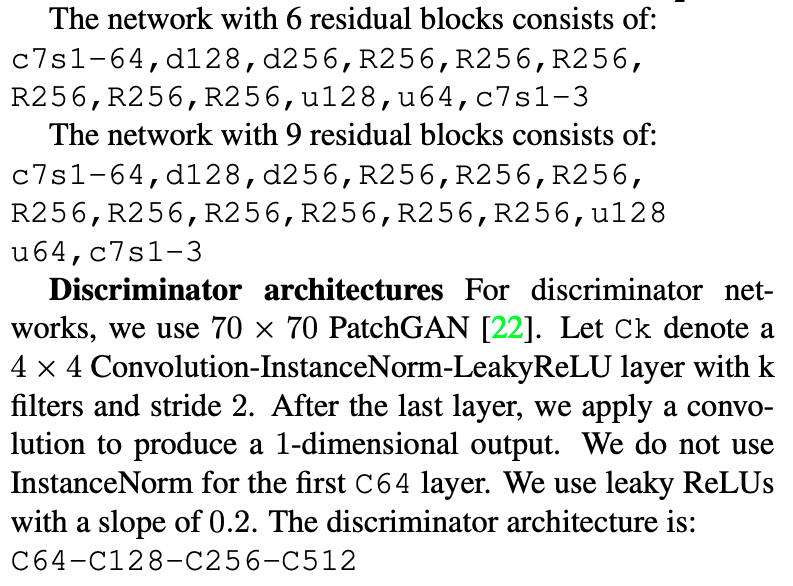 The network with 6 residual blocks consists of:
c7s1-64,d128,d256,R256,R256,R256,
R256,R256,R256,u128,u64,c7s1-3
The network with 9 residual blocks consists of:
c7s1-64,d128,d256,R256,R256,R256,
R256,R256,R256,R256,R256,R256,u128
u64,c7s1-3
Discriminator architectures For discriminator net-
works, we use 70 × 70 PatchGAN [22]. Let Ck denote a
4 × 4 Convolution-InstanceNorm-LeakyReLU layer with k
filters and stride 2. After the last layer, we apply a convo-
lution to produce a 1-dimensional output. We do not use
InstanceNorm for the first C64 layer. We use leaky ReLUs
with a slope of 0.2. The discriminator architecture is:
C64-C128-C256-C512